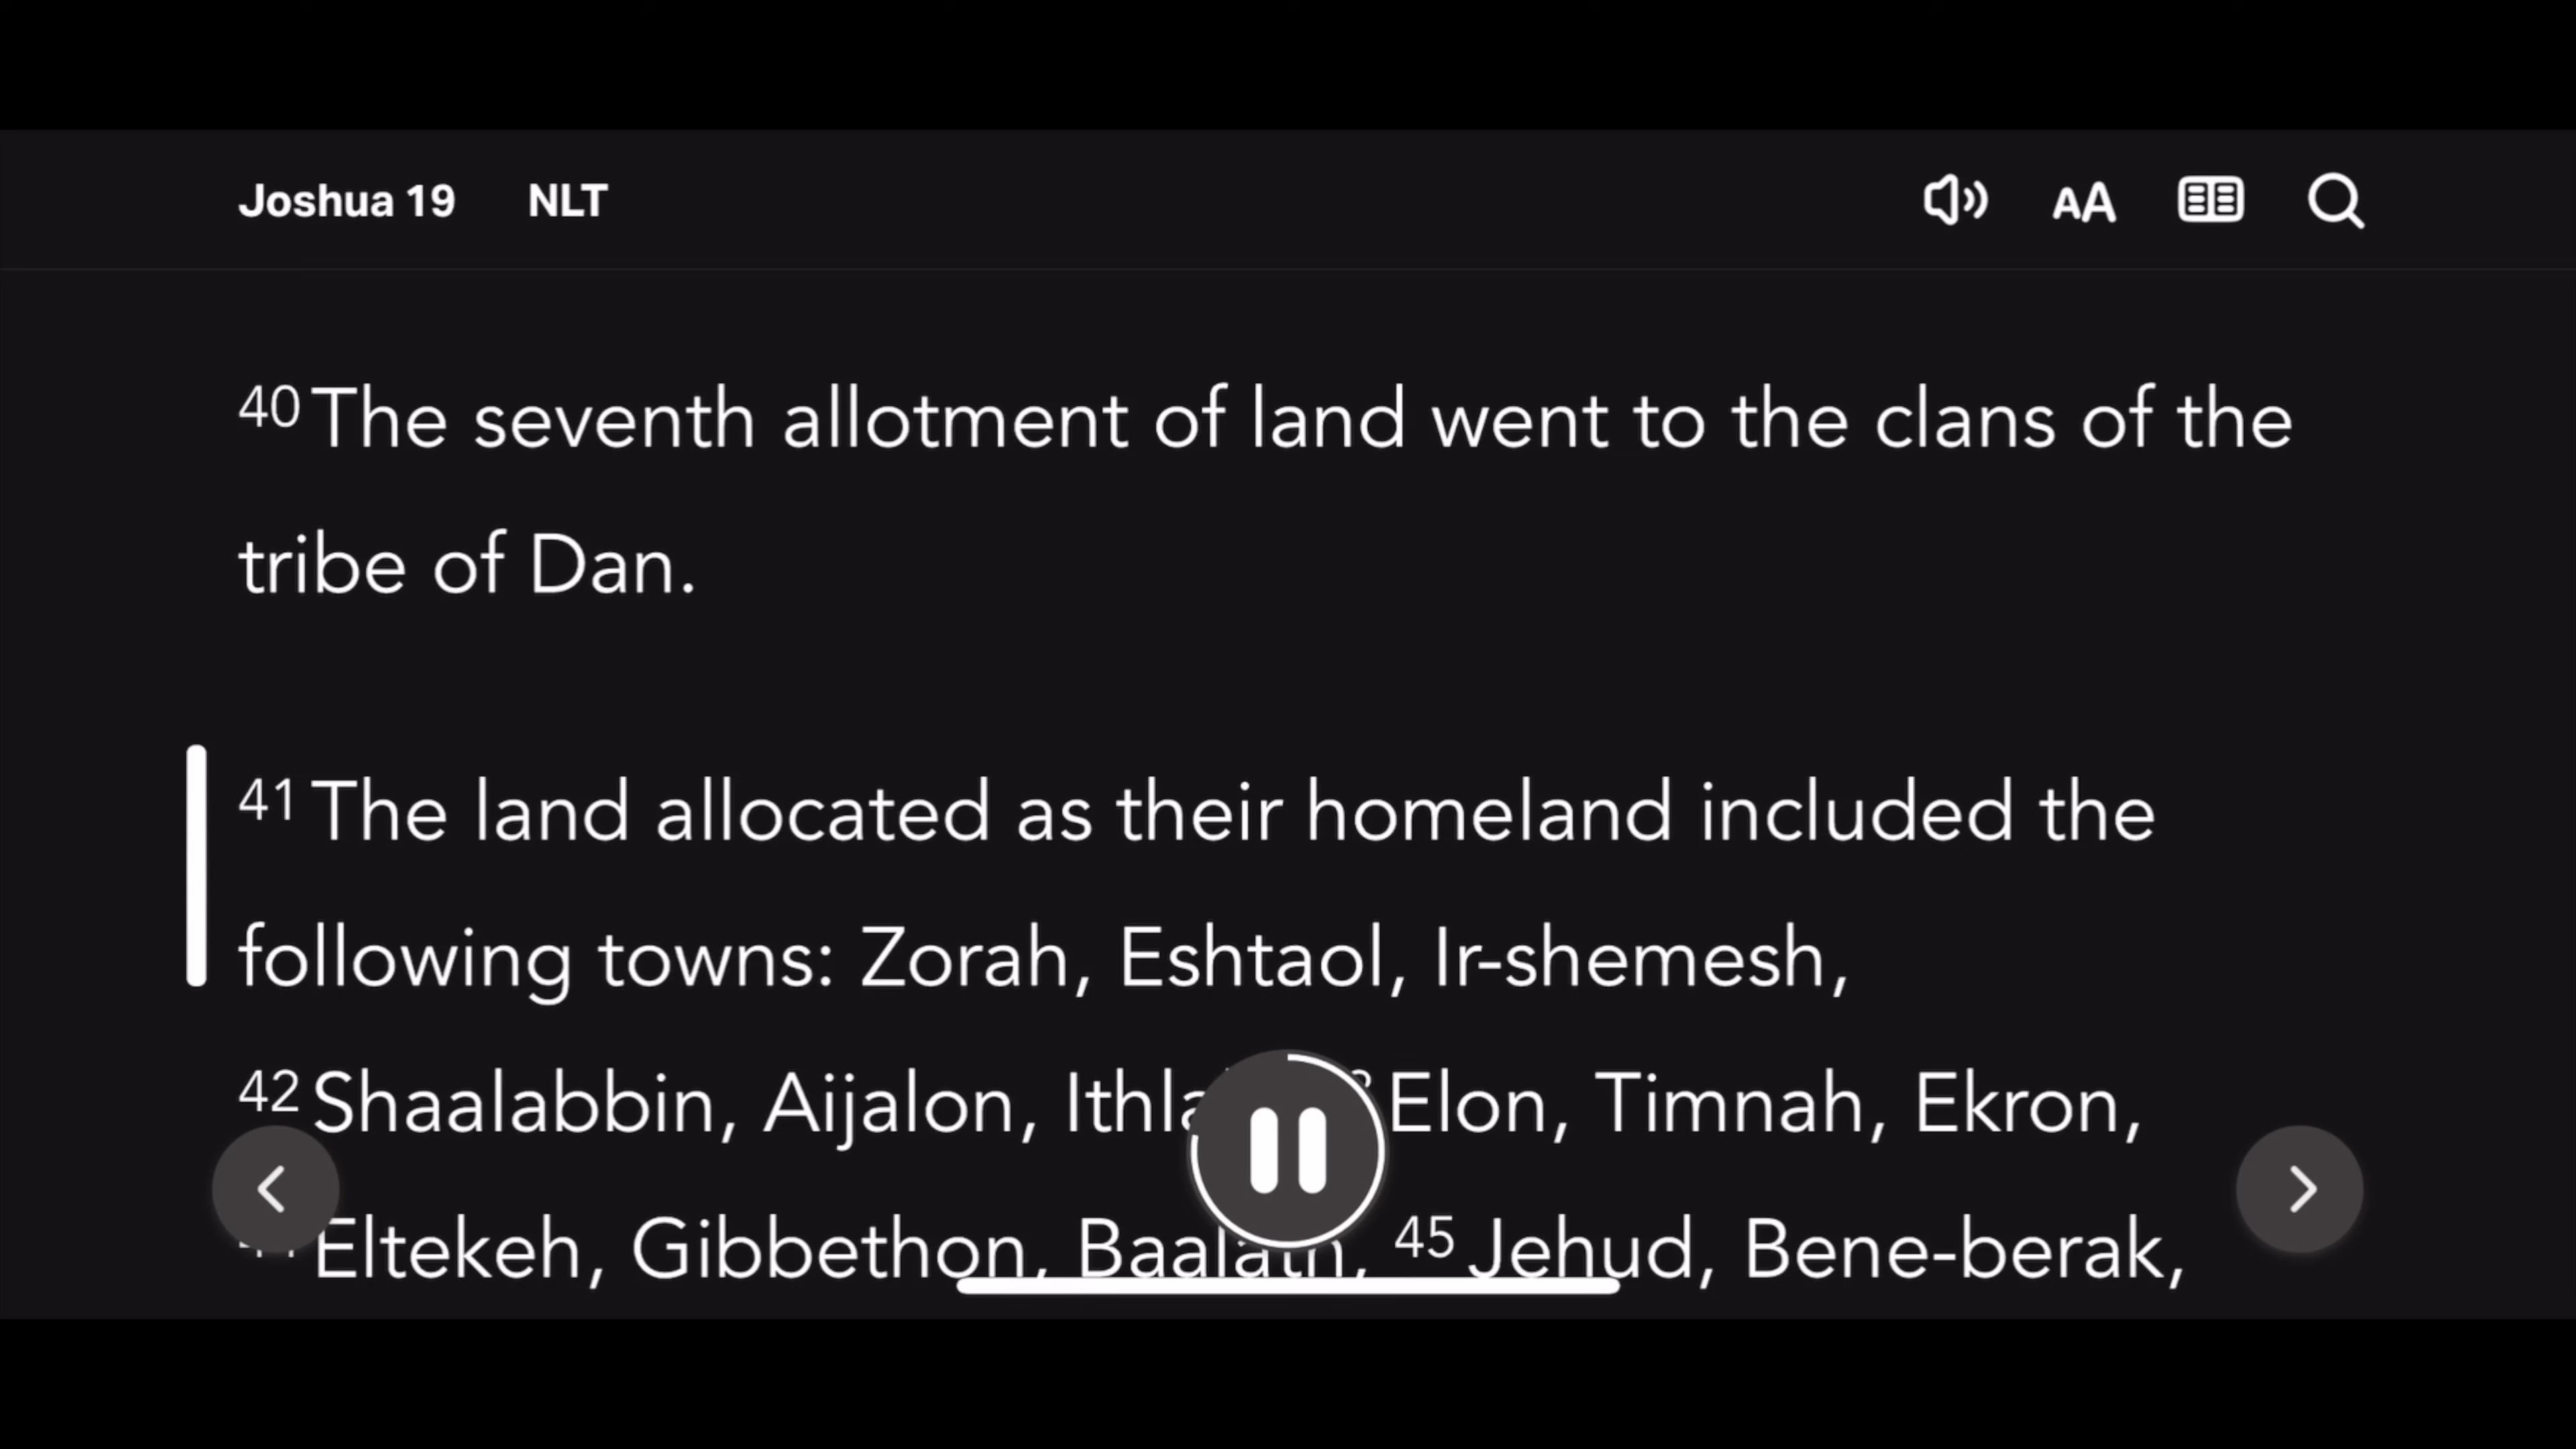 Joshua 19 NLT
AA
40 The seventh allotment of land went to the clans of the
tribe of Dan.
41 The land allocated as their homeland included the
following towns: Zorah, Eshtaol, Ir-shemesh,
42 Shaalabbin, Aijalon, Elon, Timnah, Ekron,
Eltekeh, Gibbethon, Baalath, 45 Jehud, Bene-berak,